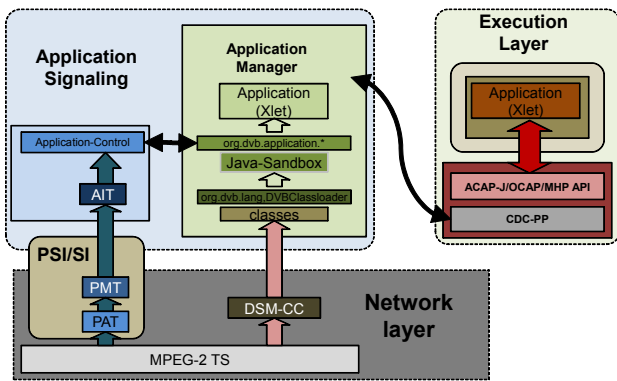 Application
Signaling
Application
Manager
Application
(Xlet)
org.dvb.application.*
Java-Sandbox
org.dvb.lang,DVBClassloader
classes
Application-Control
AIT
PSI/SI
PMT
PAT
DSM-CC
MPEG-2 TS
Network
layer
Execution
Layer
Application
(Xlet)
ACAP-J/OCAP/MHP API
CDC-PP